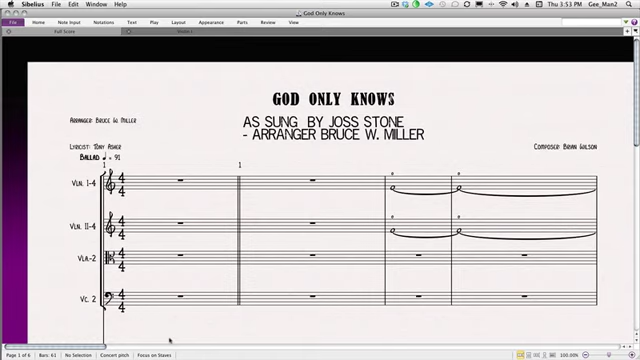 Sibelius File Edit Window Help Thu 3:53 PM Gee_Man2
God Only Knows
File Home Note Input Notations Text Play Layout Appearance Parts Review View
Full Score
GOD ONLY KNOWS
AS SUNG BY JOSS STONE
- ARRANGER BRUCE W. MILLER
ARRANGER: BRUCE W. MILLER
LYRICIST: TONY ASHER
COMPOSER: BRIAN WILSON
BALLAD ♩ = 91
1 1
VLN. I-4
VLN. II-4
VLA-2
VC. 2
Page 1 of 6 Bars: 61 No Selection Concert pitch Focus on Staves 100.00%